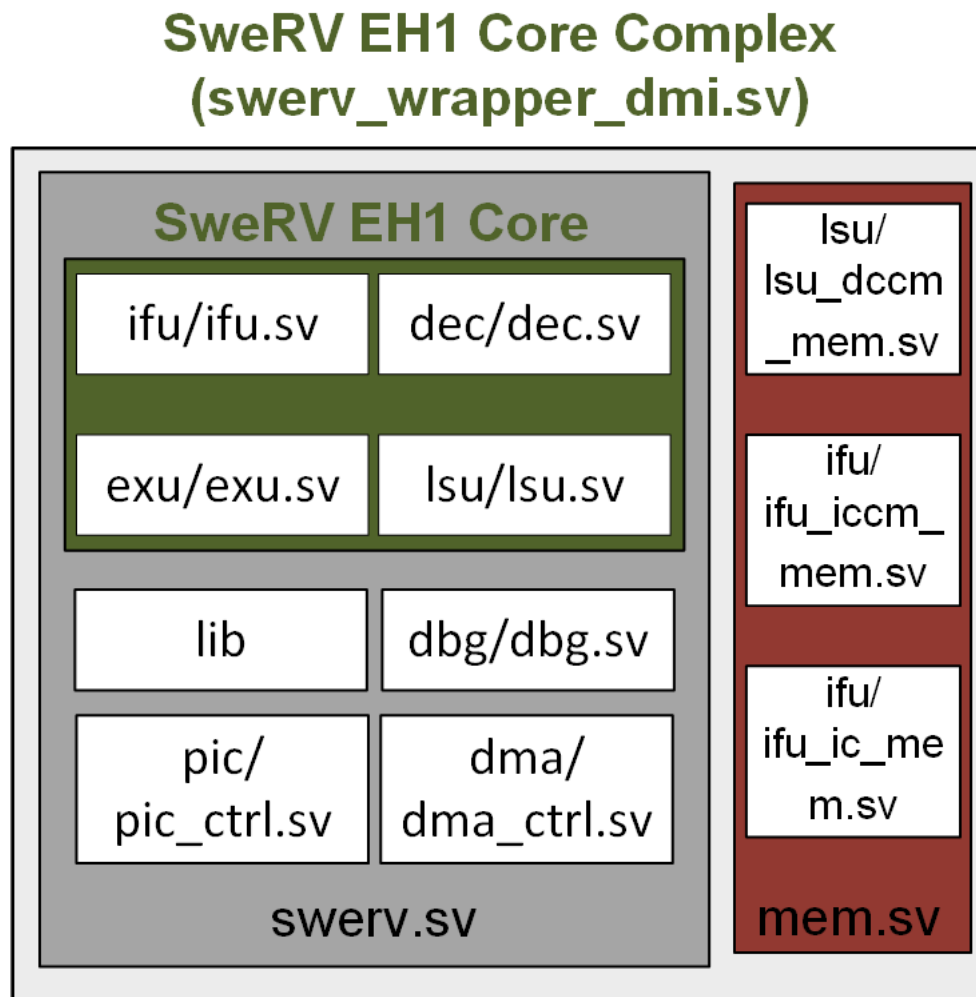 SweRV EH1 Core Complex
(swerv_wrapper_dmi.sv)
SweRV EH1 Core
ifu/ifu.sv
dec/dec.sv
exu/exu.sv
lsu/lsu.sv
lib
dbg/dbg.sv
pic/
pic_ctrl.sv
dma/
dma_ctrl.sv
swerv.sv
lsu/
lsu_dccm
_mem.sv
ifu/
ifu_iccm_
mem.sv
ifu/
ifu_ic_me
m.sv
mem.sv